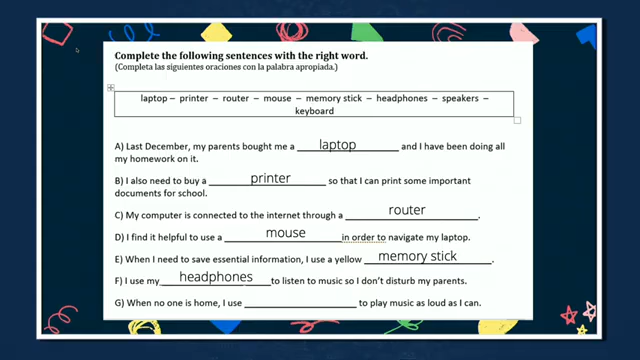 Complete the following sentences with the right word.
(Completa las siguientes oraciones con la palabra apropiada.)
laptop – printer – router – mouse – memory stick – headphones – speakers –
keyboard
A) Last December, my parents bought me a laptop and I have been doing all
my homework on it.
B) I also need to buy a printer so that I can print some important
documents for school.
C) My computer is connected to the internet through a router.
D) I find it helpful to use a mouse in order to navigate my laptop.
E) When I need to save essential information, I use a yellow memory stick.
F) I use my headphones to listen to music so I don't disturb my parents.
G) When no one is home, I use ____________________ to play music as loud as I can.